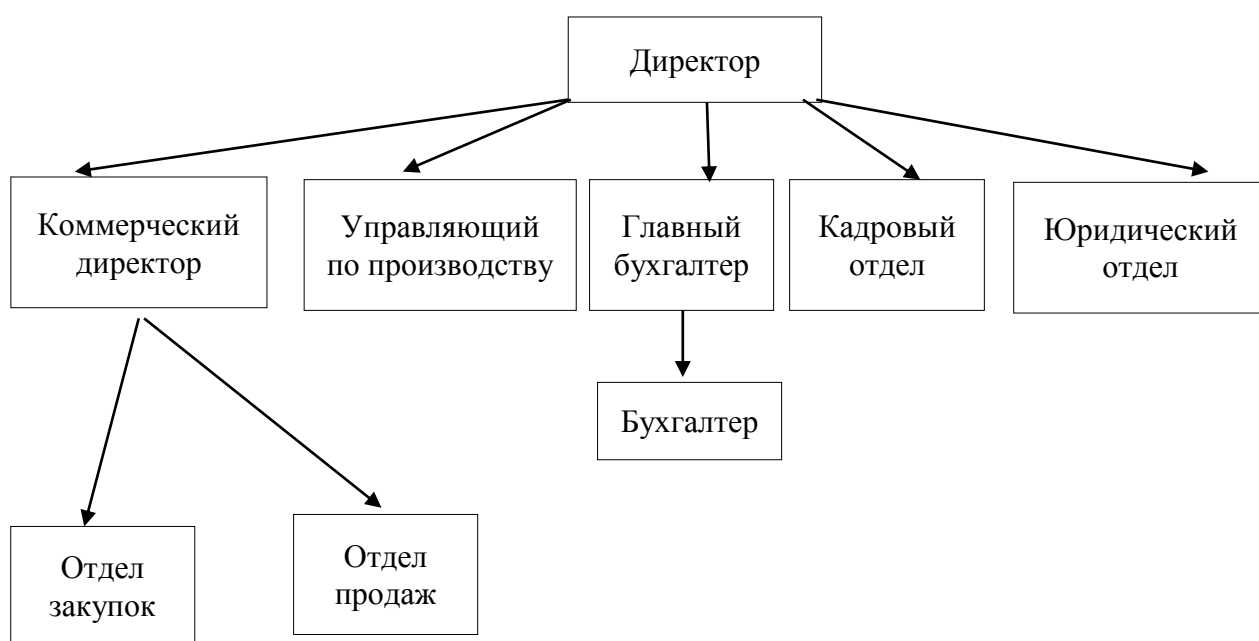 Директор
Коммерческий
директор
Управляющий
по производству
Главный
бухгалтер
Кадровый
отдел
Юридический
отдел
Бухгалтер
Отдел
закупок
Отдел
продаж